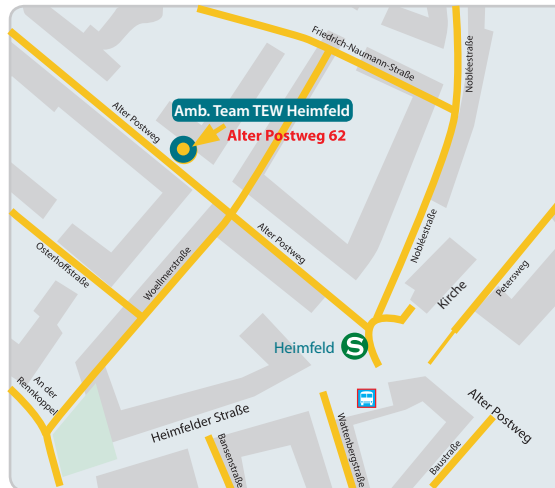 Friedrich-Naumann-Straße
Nobléestraße
Alter Postweg
Amb. Team TEW Heimfeld
Alter Postweg 62
Alter Postweg
Nobléestraße
Osterhoffstraße
Woellmerstraße
Kirche
Petersweg
Heimfeld
S
An der
Rennkoppel
Heimfelder Straße
Bansenstraße
Wattenbergstraße
Alter Postweg
Baustraße